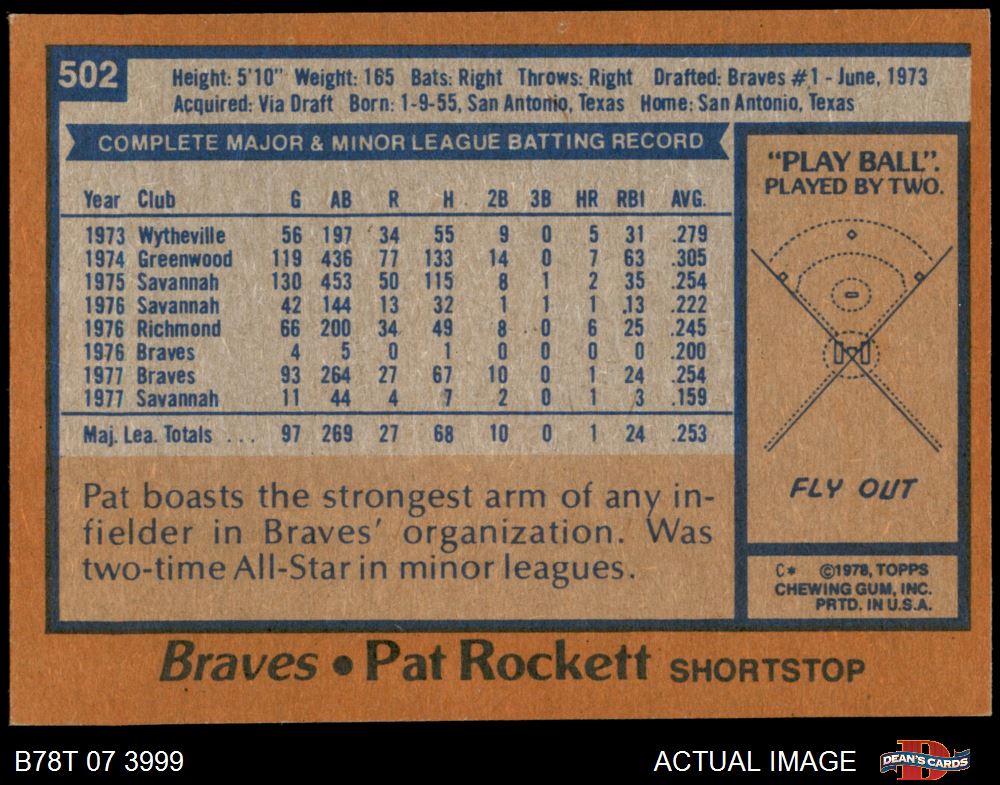 502
Height: 5'10" Weight: 165 Bats: Right Throws: Right Drafted: Braves #1 - June, 1973
Acquired: Via Draft Born: 1-9-55, San Antonio, Texas Home: San Antonio, Texas
COMPLETE MAJOR & MINOR LEAGUE BATTING RECORD
Year Club G AB R H 2B 3B HR RBI AVG.
1973 Wytheville 56 197 34 55 9 0 5 31 .279
1974 Greenwood 119 436 77 133 14 0 7 63 .305
1975 Savannah 130 453 50 115 8 1 2 35 .254
1976 Savannah 42 144 13 32 1 1 1 13 .222
1976 Richmond 66 200 34 49 8 0 6 25 .245
1976 Braves 4 5 0 1 0 0 0 0 .200
1977 Braves 93 264 27 67 10 0 1 24 .254
1977 Savannah 11 44 4 7 2 0 1 3 .159
Maj. Lea. Totals ... 97 269 27 68 10 0 1 24 .253
Pat boasts the strongest arm of any in-
fielder in Braves' organization. Was
two-time All-Star in minor leagues.
"PLAY BALL".
PLAYED BY TWO.
FLY OUT
C* ©1978, TOPPS
CHEWING GUM, INC.
PRTD. IN U.S.A.
Braves • Pat Rockett SHORTSTOP
B78T 07 3999
ACTUAL IMAGE
D
DEAN'S CARDS